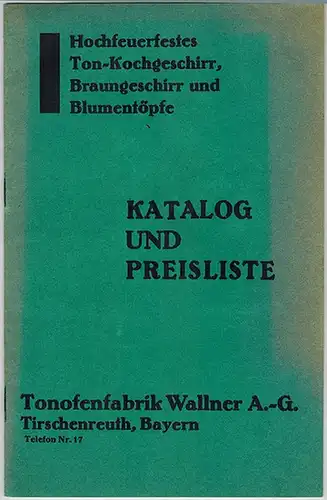 Hochfeuerfestes
Ton-Kochgeschirr,
Braungeschirr und
Blumentöpfe
KATALOG
UND
PREISLISTE
Tonofenfabrik Wallner A.-G.
Tirschenreuth, Bayern
Telefon Nr. 17